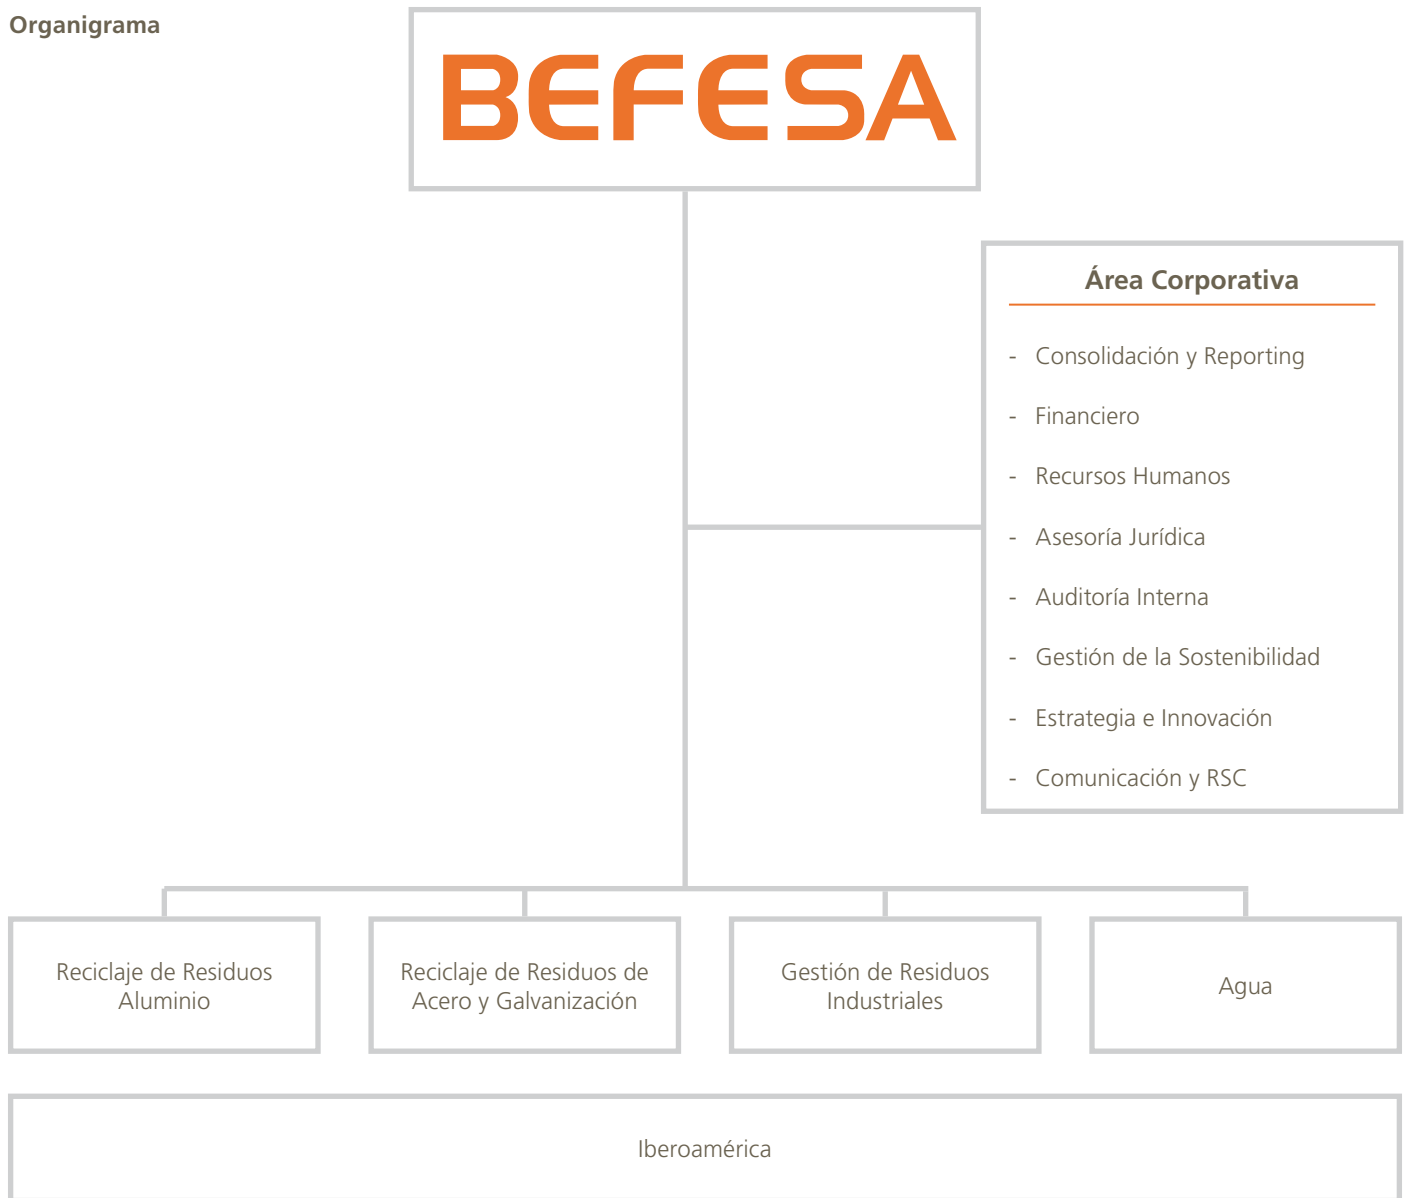 Organigrama
BEFESA
Área Corporativa
- Consolidación y Reporting
- Financiero
- Recursos Humanos
- Asesoría Jurídica
- Auditoría Interna
- Gestión de la Sostenibilidad
- Estrategia e Innovación
- Comunicación y RSC
Reciclaje de Residuos
Aluminio
Reciclaje de Residuos de
Acero y Galvanización
Gestión de Residuos
Industriales
Agua
Iberoamérica